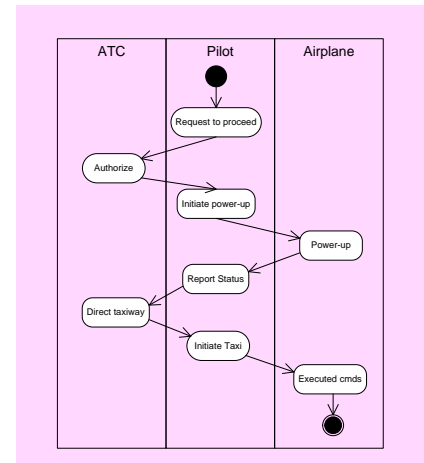 ATC
Pilot
Airplane
Request to proceed
Authorize
Initiate power-up
Power-up
Report Status
Direct taxiway
Initiate Taxi
Executed cmds